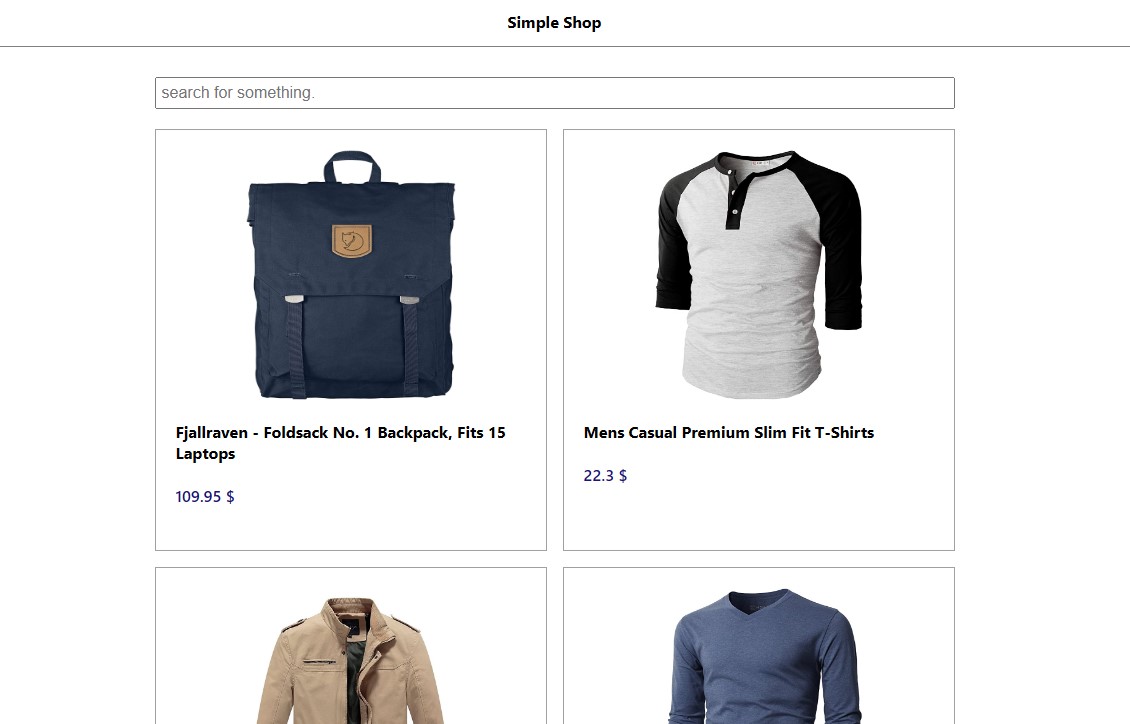 Simple Shop
search for something.
Fjallraven - Foldsack No. 1 Backpack, Fits 15
Laptops
109.95 $
Mens Casual Premium Slim Fit T-Shirts
22.3 $